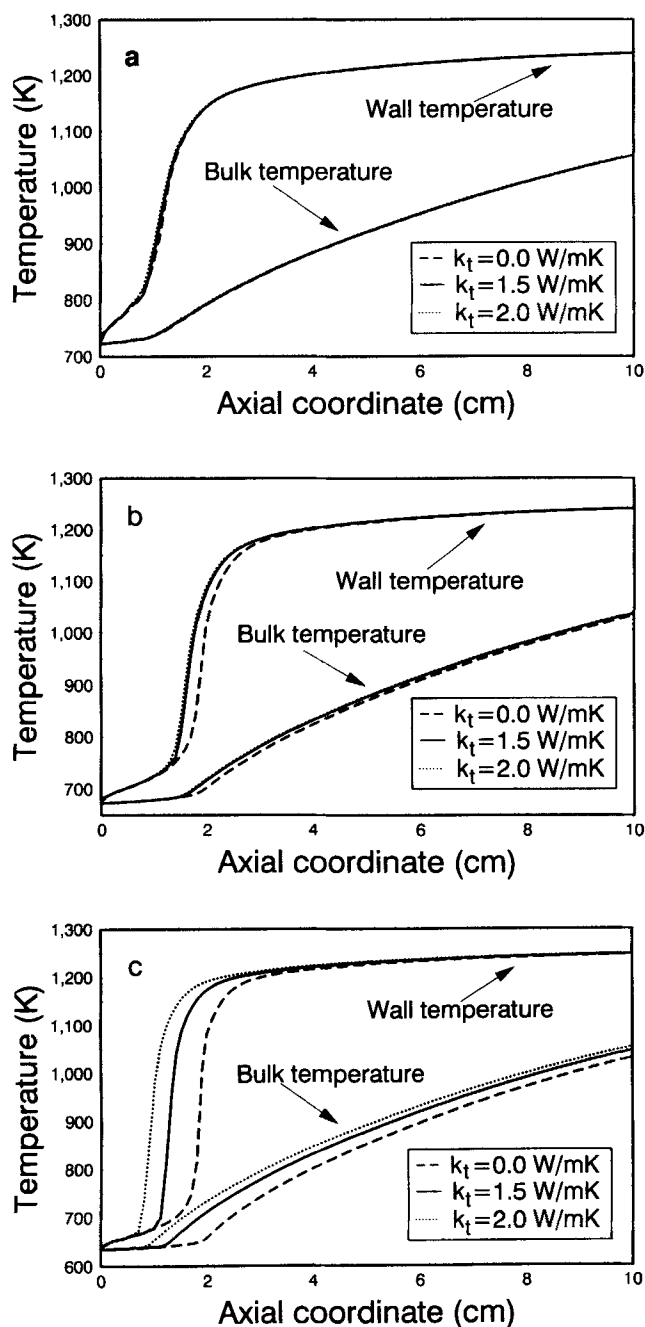 a
1,300
1,200
1,100
1,000
900
800
700
Temperature (K)
Wall temperature
Bulk temperature
k_t=0.0 W/mK
k_t=1.5 W/mK
k_t=2.0 W/mK
0 2 4 6 8 10
Axial coordinate (cm)
b
1,300
1,200
1,100
1,000
900
800
700
Temperature (K)
Wall temperature
Bulk temperature
k_t=0.0 W/mK
k_t=1.5 W/mK
k_t=2.0 W/mK
0 2 4 6 8 10
Axial coordinate (cm)
c
1,300
1,200
1,100
1,000
900
800
700
600
Temperature (K)
Wall temperature
Bulk temperature
k_t=0.0 W/mK
k_t=1.5 W/mK
k_t=2.0 W/mK
0 2 4 6 8 10
Axial coordinate (cm)